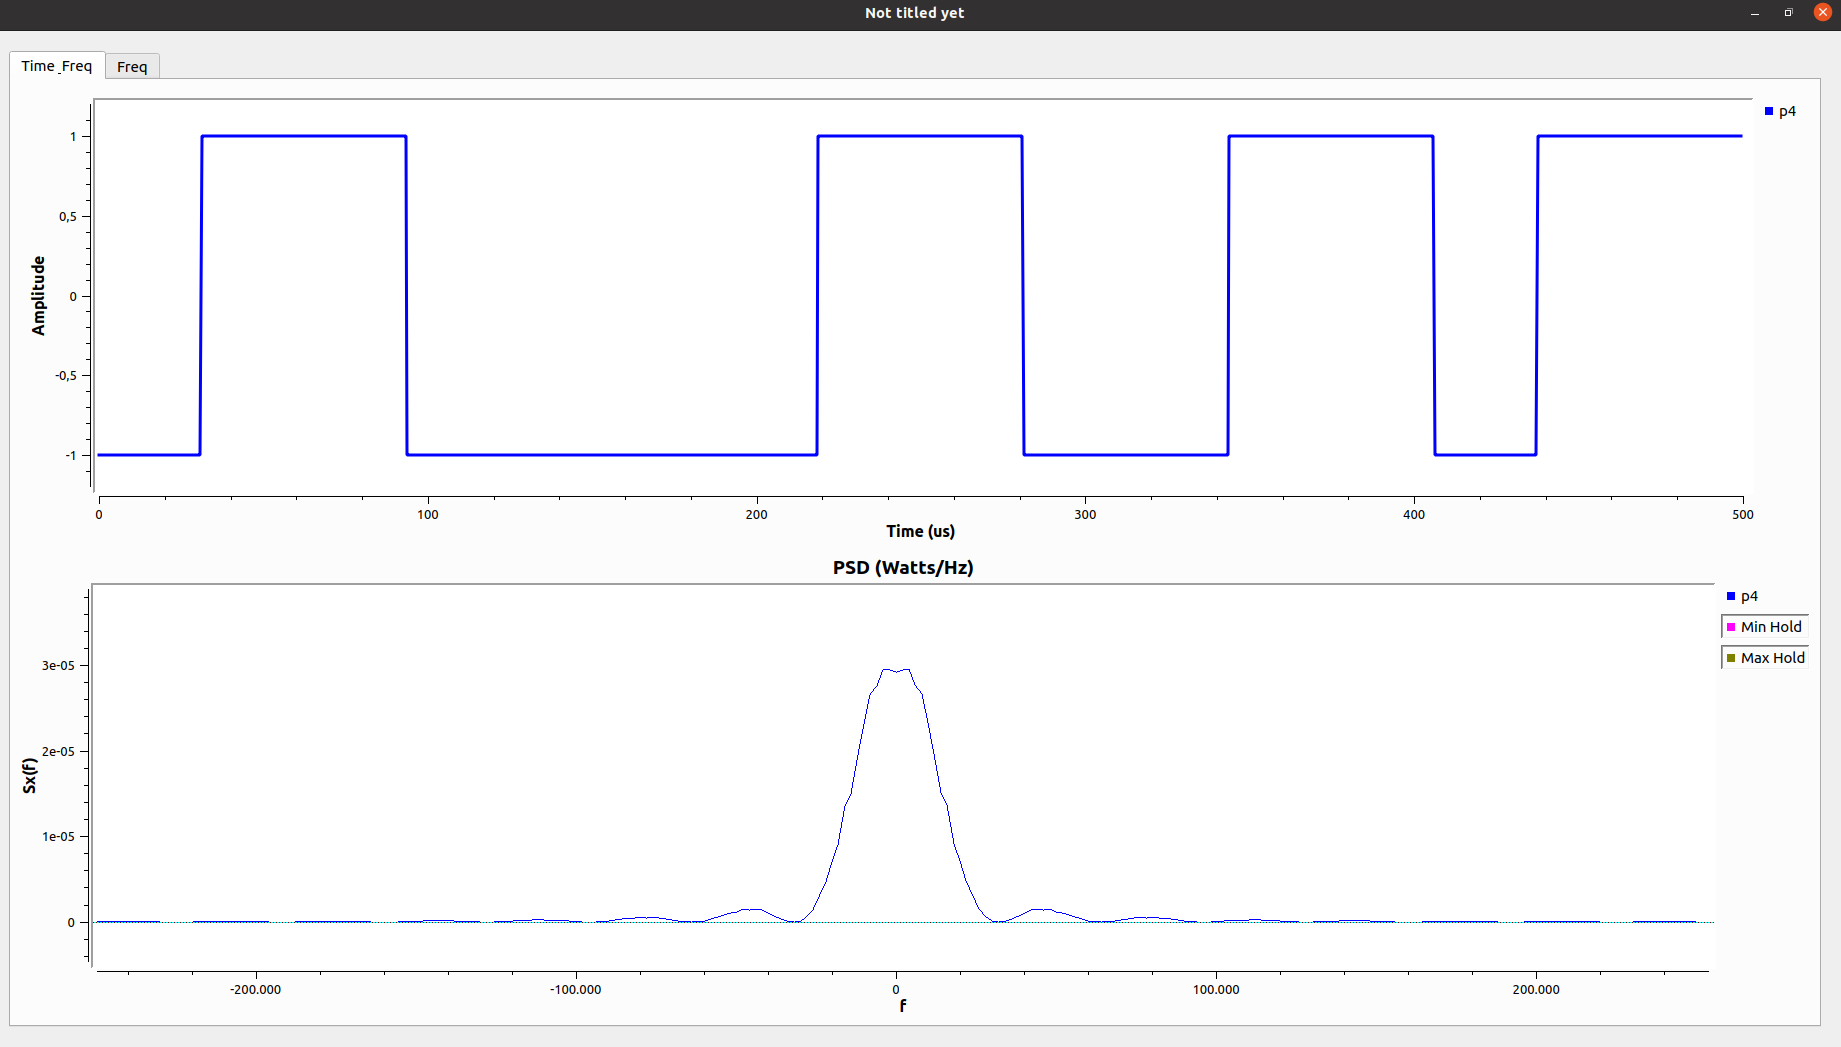 Not titled yet
Time_Freq
Freq
p4
1
0,5
0
-0,5
-1
Amplitude
0 100 200 300 400 500
Time (us)
PSD (Watts/Hz)
p4
Min Hold
Max Hold
3e-05
2e-05
1e-05
0
Sx(f)
-200.000 -100.000 0 100.000 200.000
f